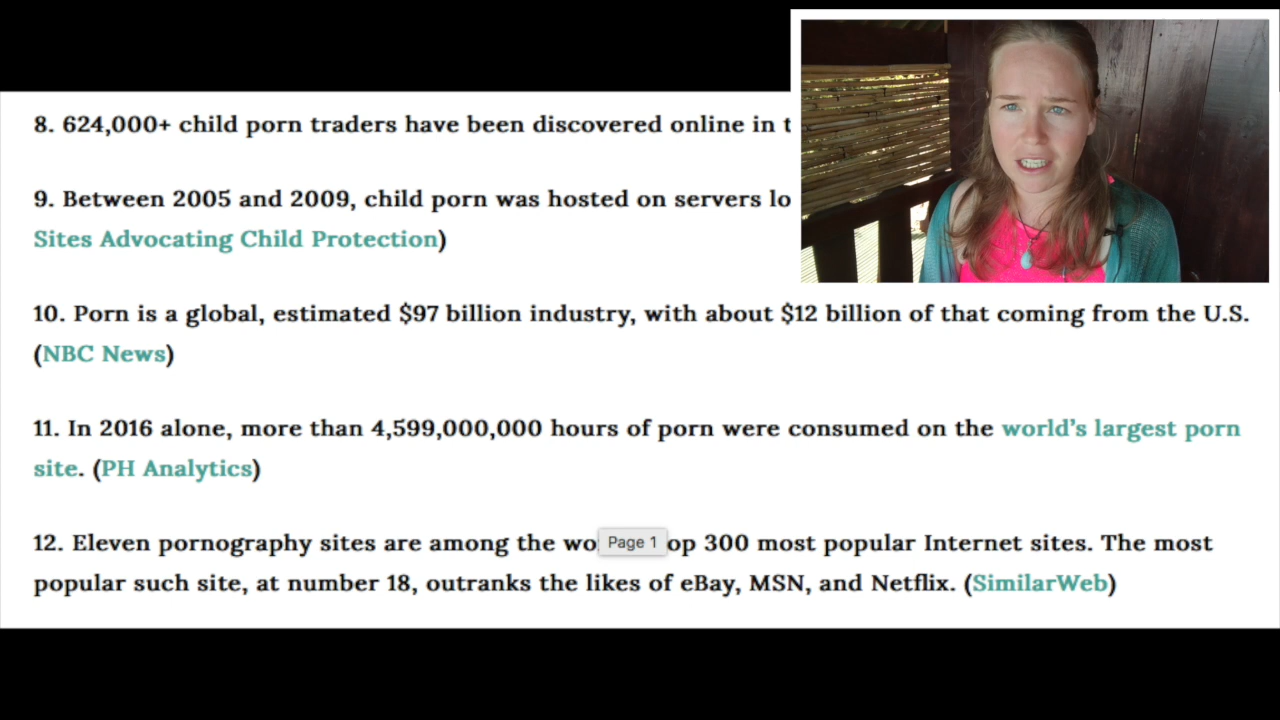 8. 624,000+ child porn traders have been discovered online in t
9. Between 2005 and 2009, child porn was hosted on servers lo
Sites Advocating Child Protection)
10. Porn is a global, estimated $97 billion industry, with about $12 billion of that coming from the U.S.
(NBC News)
11. In 2016 alone, more than 4,599,000,000 hours of porn were consumed on the world's largest porn
site. (PH Analytics)
12. Eleven pornography sites are among the wo Page 1 op 300 most popular Internet sites. The most
popular such site, at number 18, outranks the likes of eBay, MSN, and Netflix. (SimilarWeb)